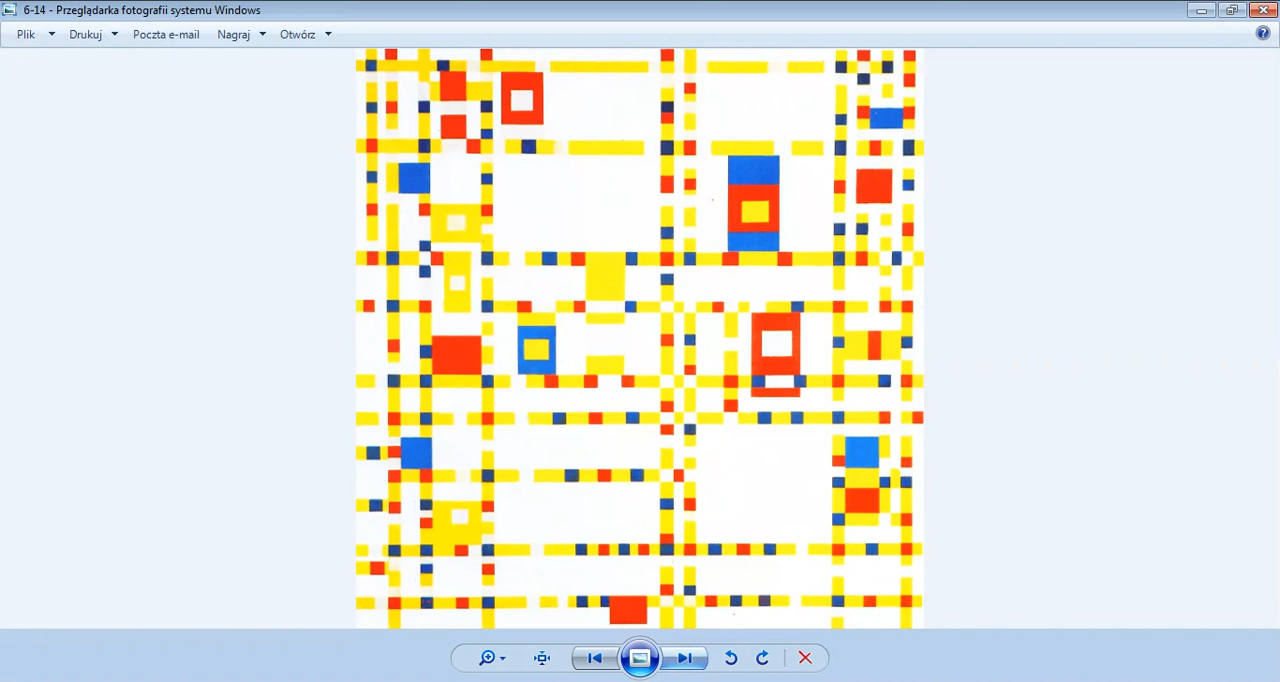 6-14 - Przeglądarka fotografii systemu Windows
Plik Drukuj Poczta e-mail Nagraj Otwórz